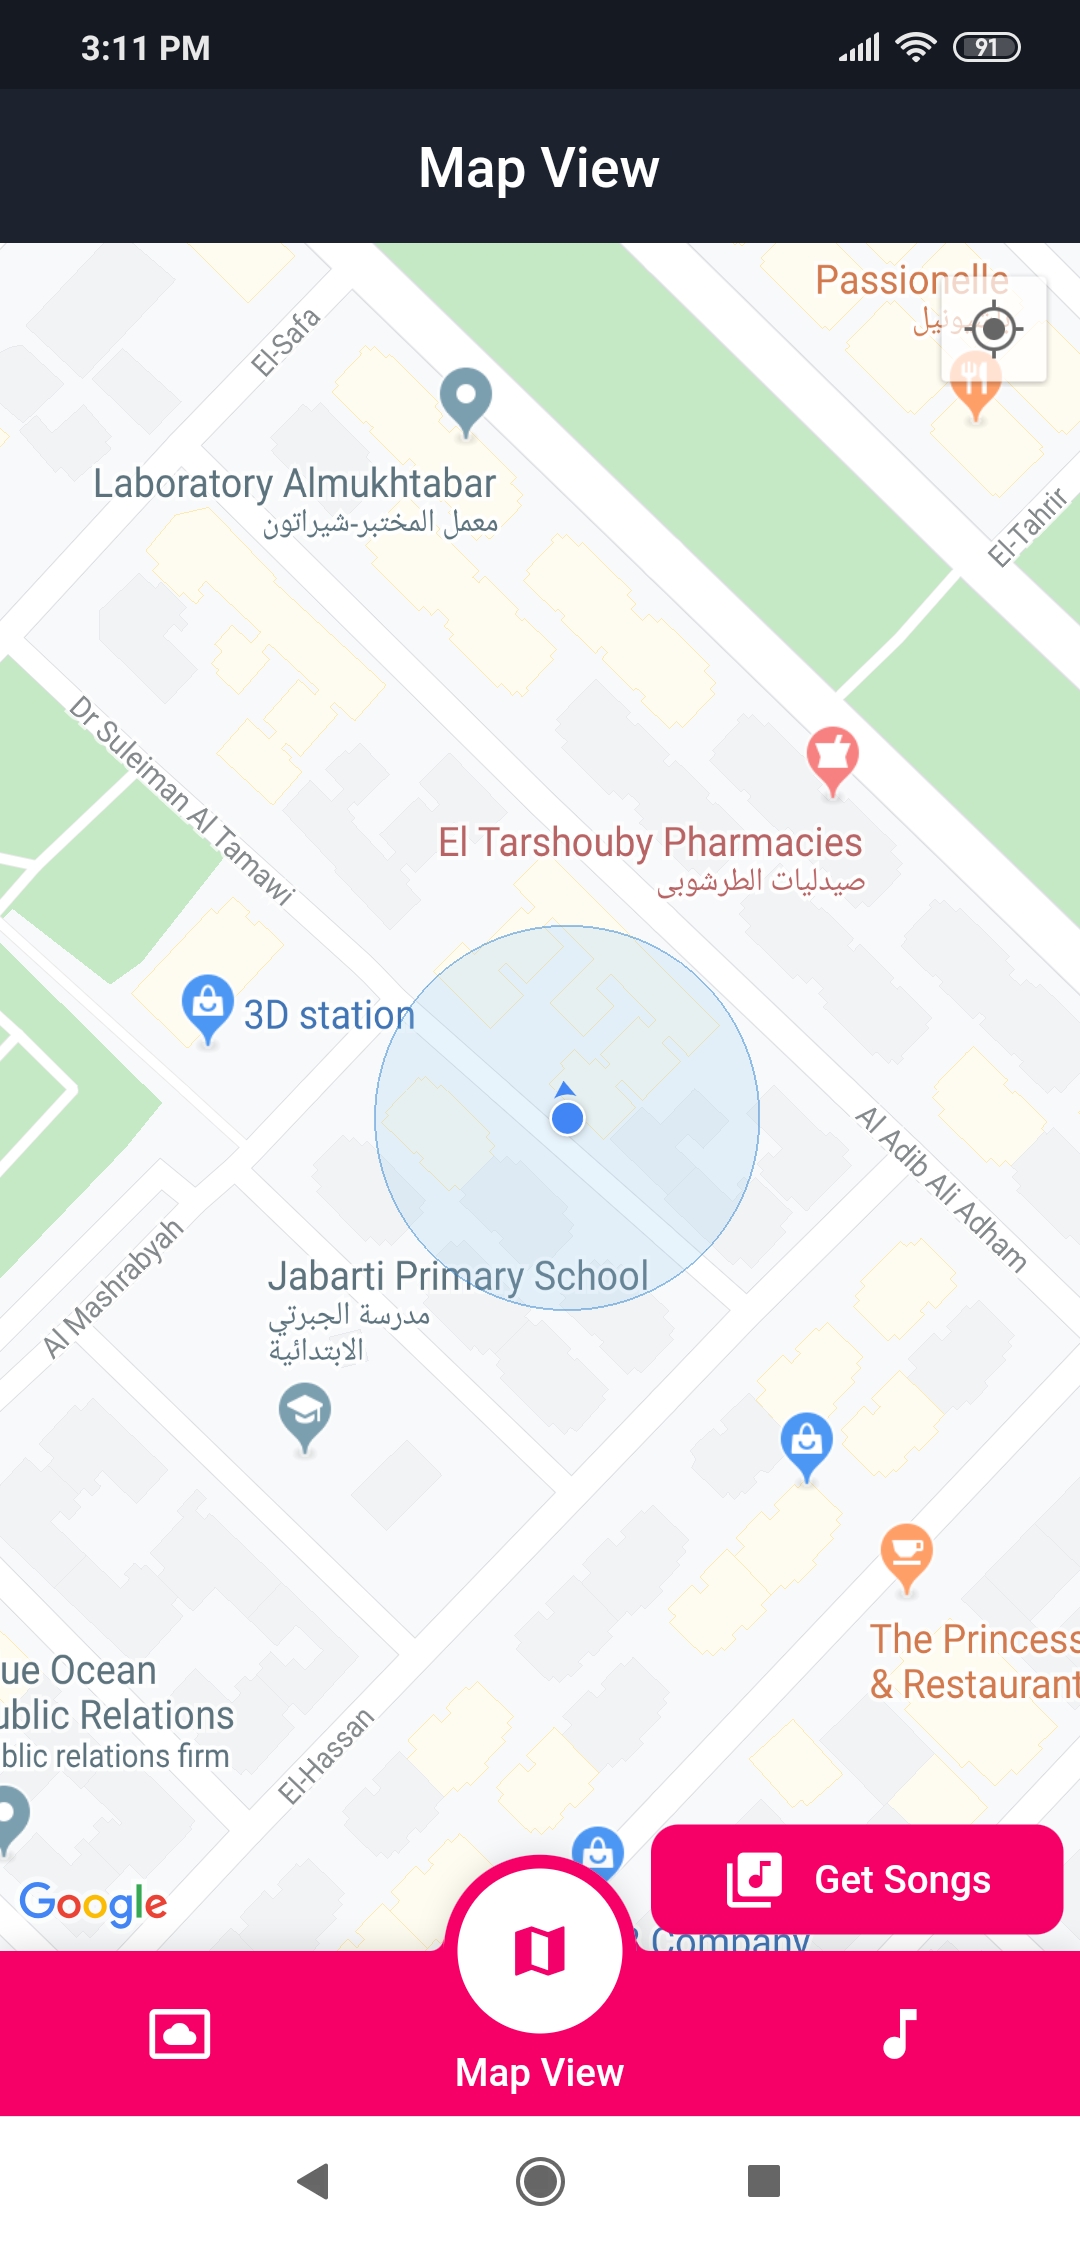 3:11 PM
91
Map View
Passionelle
El-Safa
Laboratory Almukhtabar
معمل المختبر-شيراتون
El-Tahrir
Dr Suleiman Al Tamawi
El Tarshouby Pharmacies
صيدليات الطرشوبى
3D station
Al Adib Ali Adham
Al Mashrabyah
Jabarti Primary School
مدرسة الجبرتي
الابتدائية
The Princess
& Restaurant
ue Ocean
ublic Relations
blic relations firm
El-Hassan
Get Songs
Google
Company
Map View